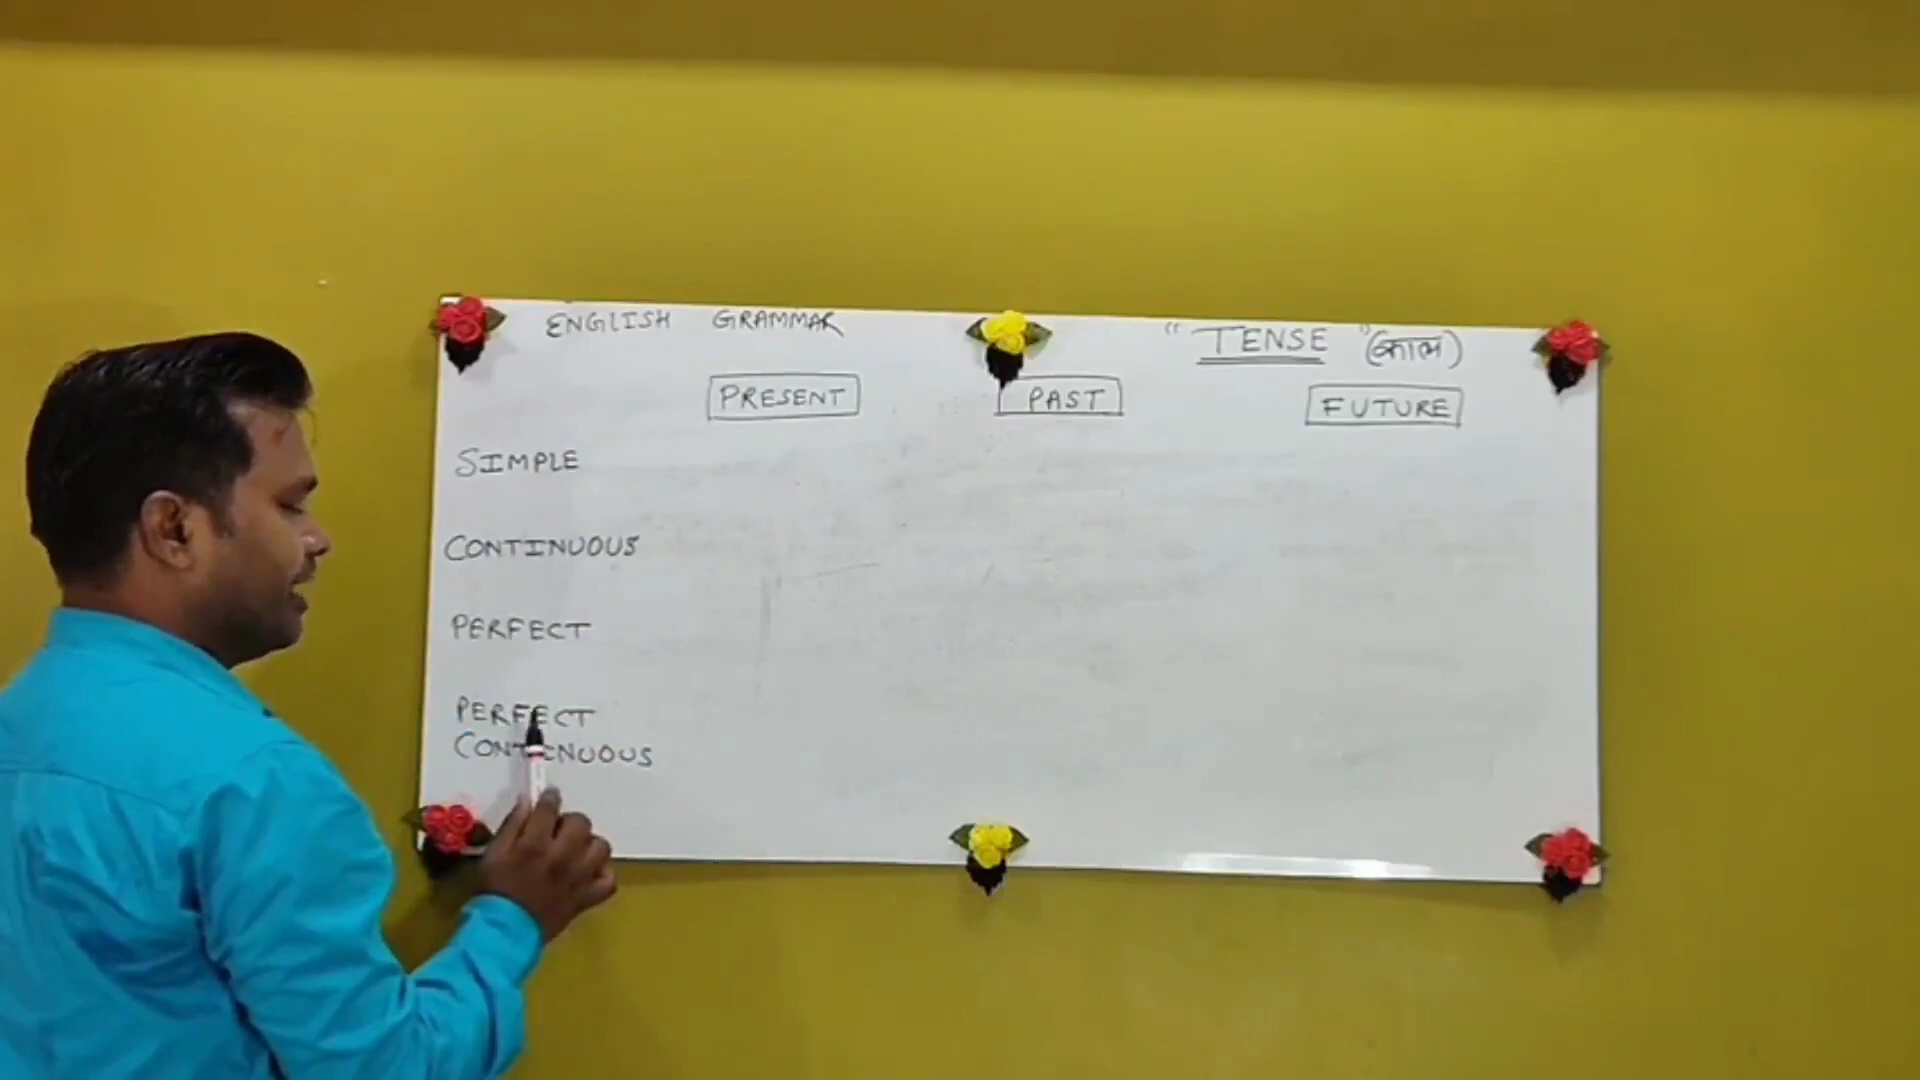 ENGLISH GRAMMAR
" TENSE " (काल)
PRESENT PAST FUTURE
SIMPLE
CONTINUOUS
PERFECT
PERFECT
CONTINUOUS